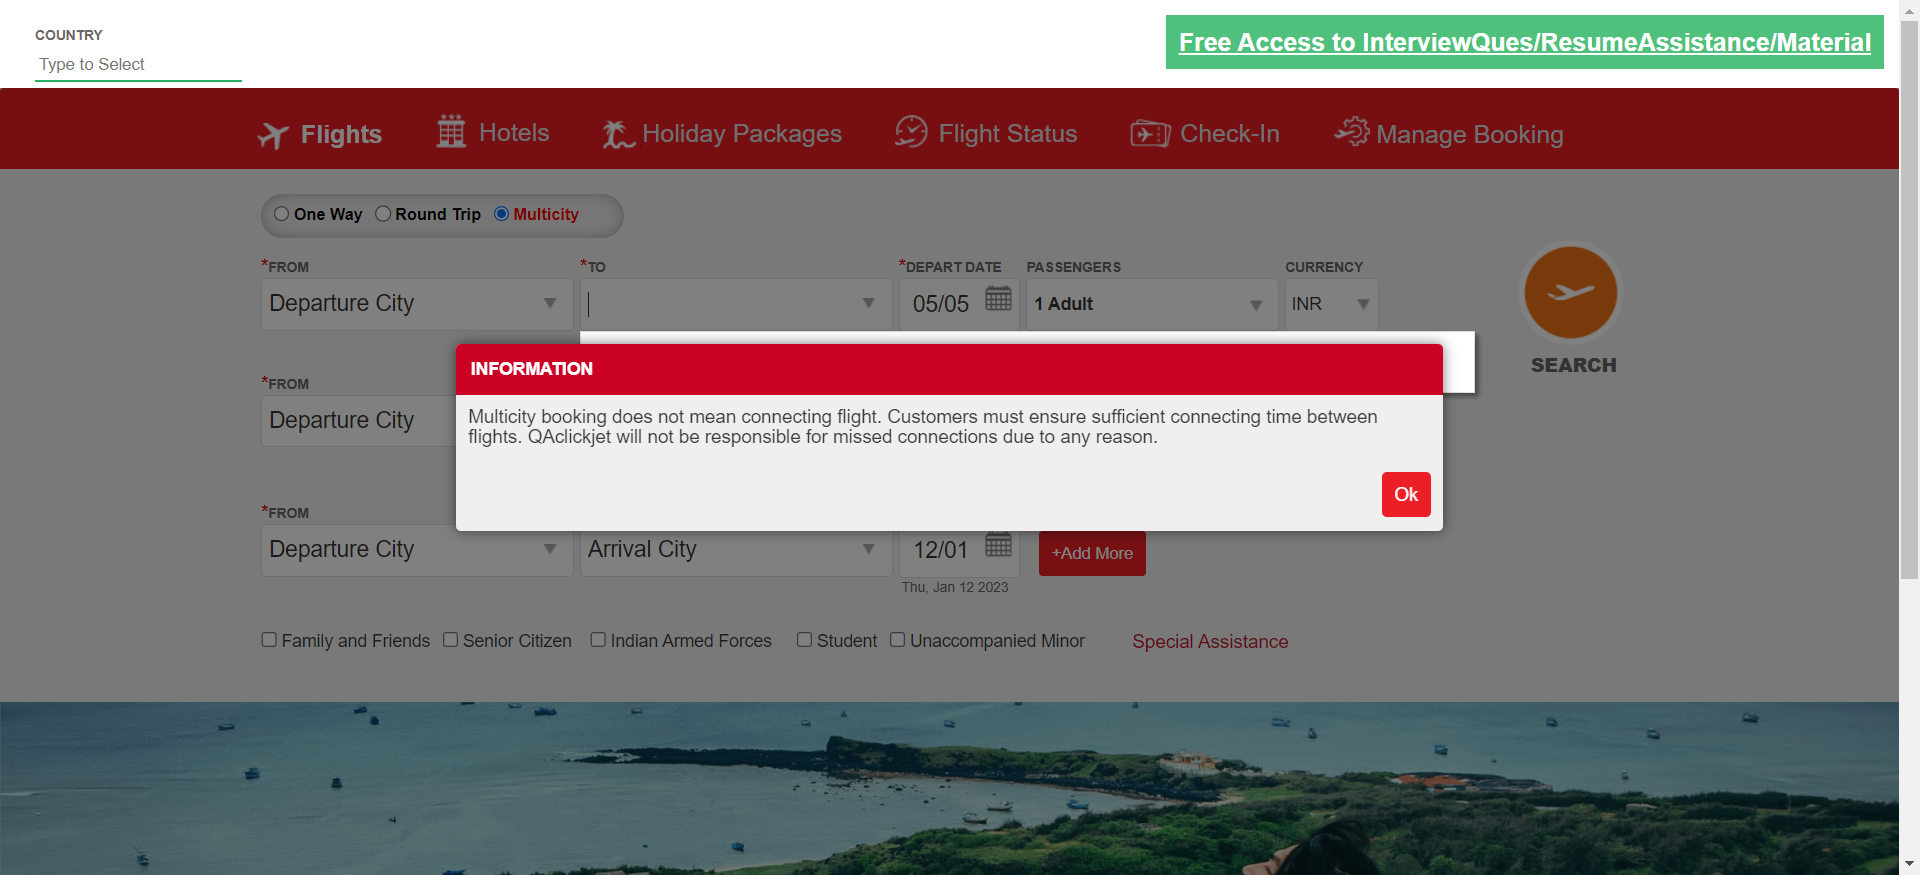 COUNTRY
Type to Select
Free Access to InterviewQues/ResumeAssistance/Material
Flights Hotels Holiday Packages Flight Status Check-In Manage Booking
One Way Round Trip Multicity
*FROM *TO *DEPART DATE PASSENGERS CURRENCY
Departure City 05/05 1 Adult INR
SEARCH
*FROM
Departure City
INFORMATION
Multicity booking does not mean connecting flight. Customers must ensure sufficient connecting time between
flights. QAclickjet will not be responsible for missed connections due to any reason.
Ok
*FROM
Departure City Arrival City 12/01 +Add More
Thu, Jan 12 2023
Family and Friends Senior Citizen Indian Armed Forces Student Unaccompanied Minor Special Assistance